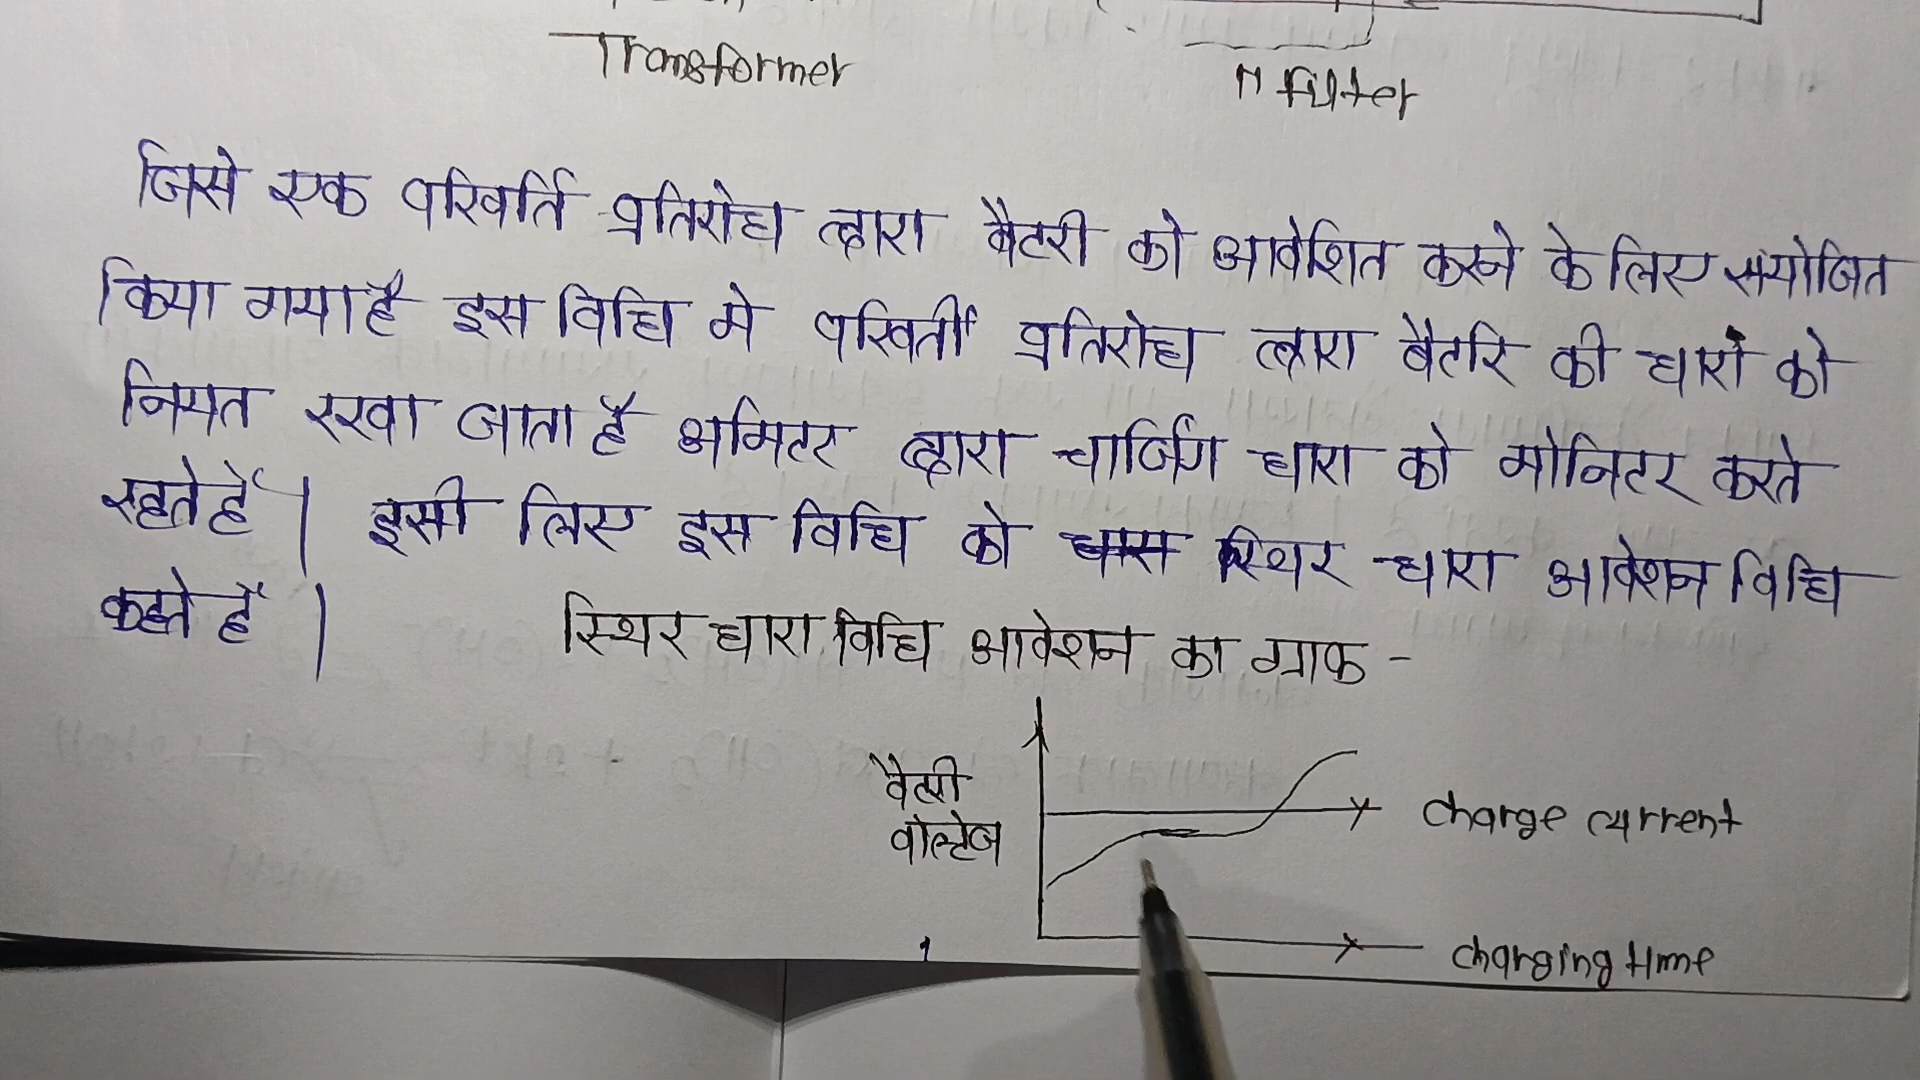 Transformer
π filter
जिसे एक परिवर्ति प्रतिरोध द्वारा बैटरी को आवेशित करने के लिए संयोजित
किया गया है इस विधि मे परिवर्ती प्रतिरोध द्वारा बैटरि की धारा को
नियत रखा जाता है अमिटर द्वारा चार्जिंग धारा को मोनिटर करते
रहते हैं | इसी लिए इस विधि को स्थिर धारा आवेशन विधि
कहते हैं |
स्थिर धारा विधि आवेशन का ग्राफ -
बैटरी
वोल्टेज
charge current
charging time